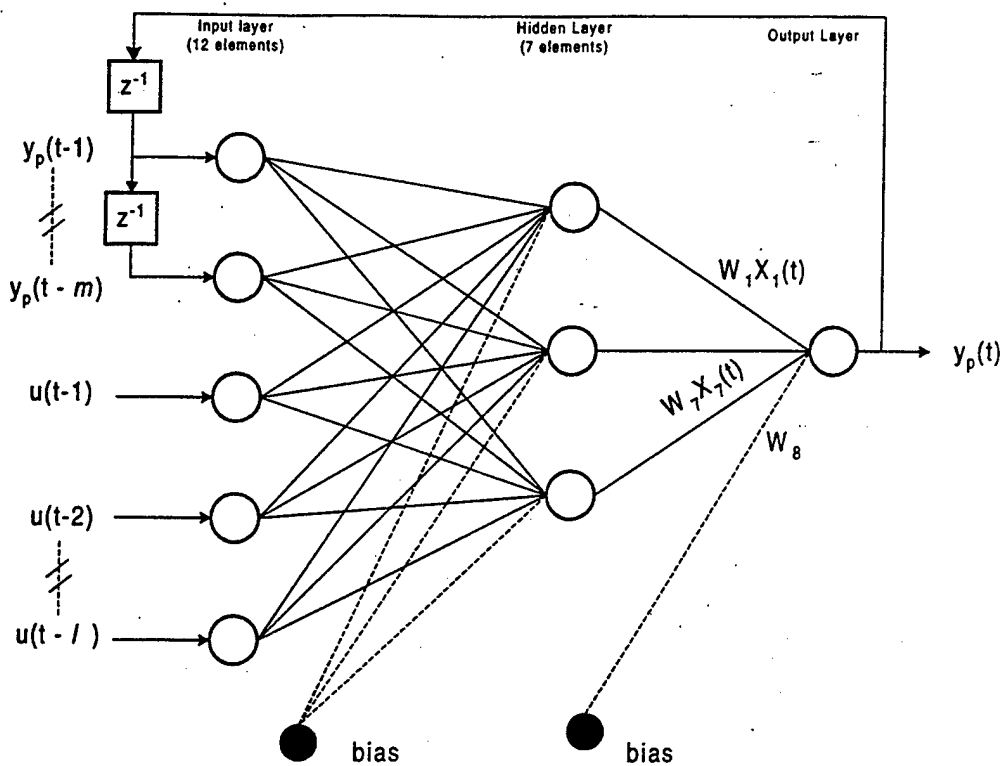 Input layer
(12 elements)
Hidden Layer
(7 elements)
Output Layer
z⁻¹
yₚ(t-1)
z⁻¹
yₚ(t - m)
W₁X₁(t)
yₚ(t)
u(t-1)
W₇X₇(t)
W₈
u(t-2)
u(t - l )
bias
bias